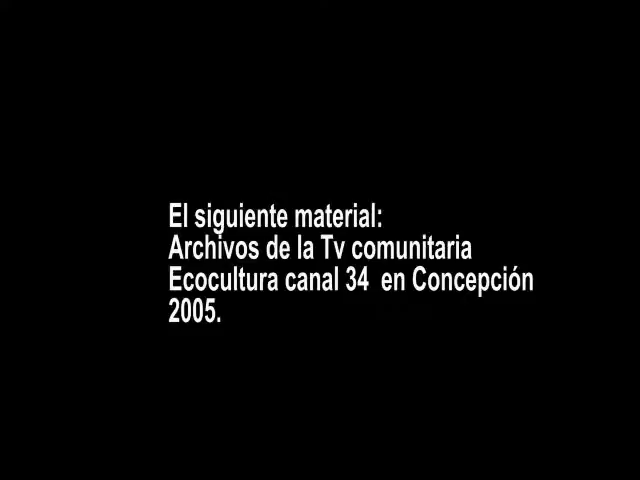 El siguiente material:
Archivos de la Tv comunitaria
Ecocultura canal 34 en Concepción
2005.